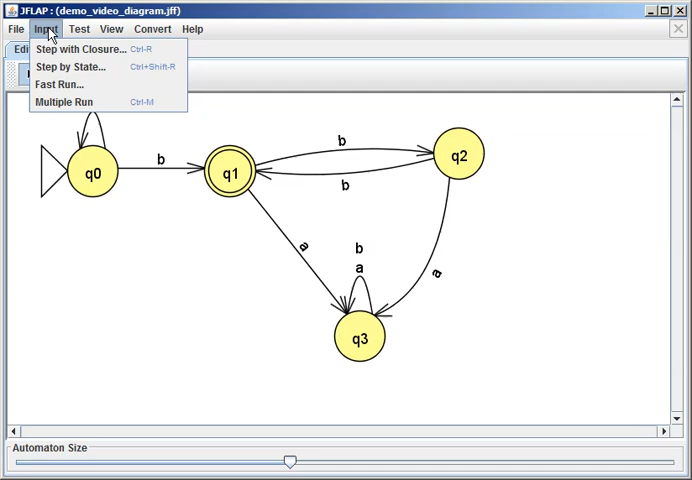 JFLAP : (demo_video_diagram.jff)
File Input Test View Convert Help
Edi
Step with Closure... Ctrl-R
Step by State... Ctrl+Shift-R
Fast Run...
Multiple Run Ctrl-M
b
q2
q0
b
q1
b
a
b
a
a
q3
Automaton Size